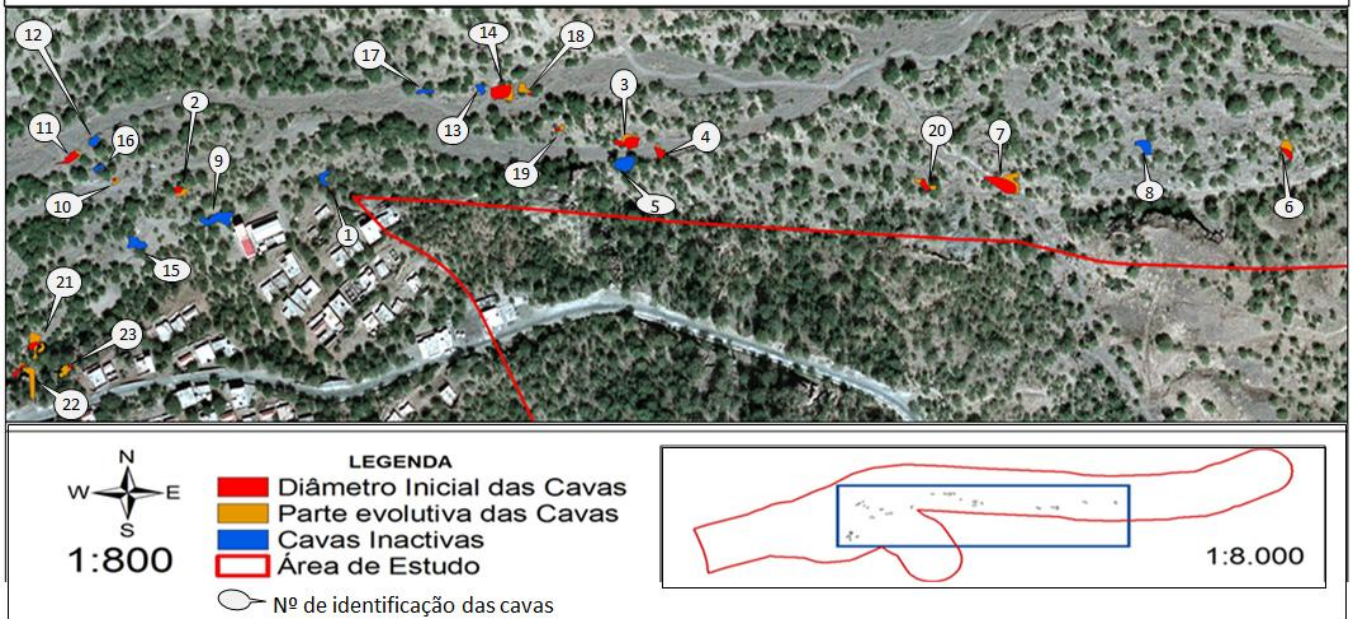 12
14
18
17
2
3
11
13
4
20
7
16
9
19
10
5
8
6
1
15
21
23
22
N
W E
S
1:800
LEGENDA
Diâmetro Inicial das Cavas
Parte evolutiva das Cavas
Cavas Inactivas
Área de Estudo
Nº de identificação das cavas
1:8.000